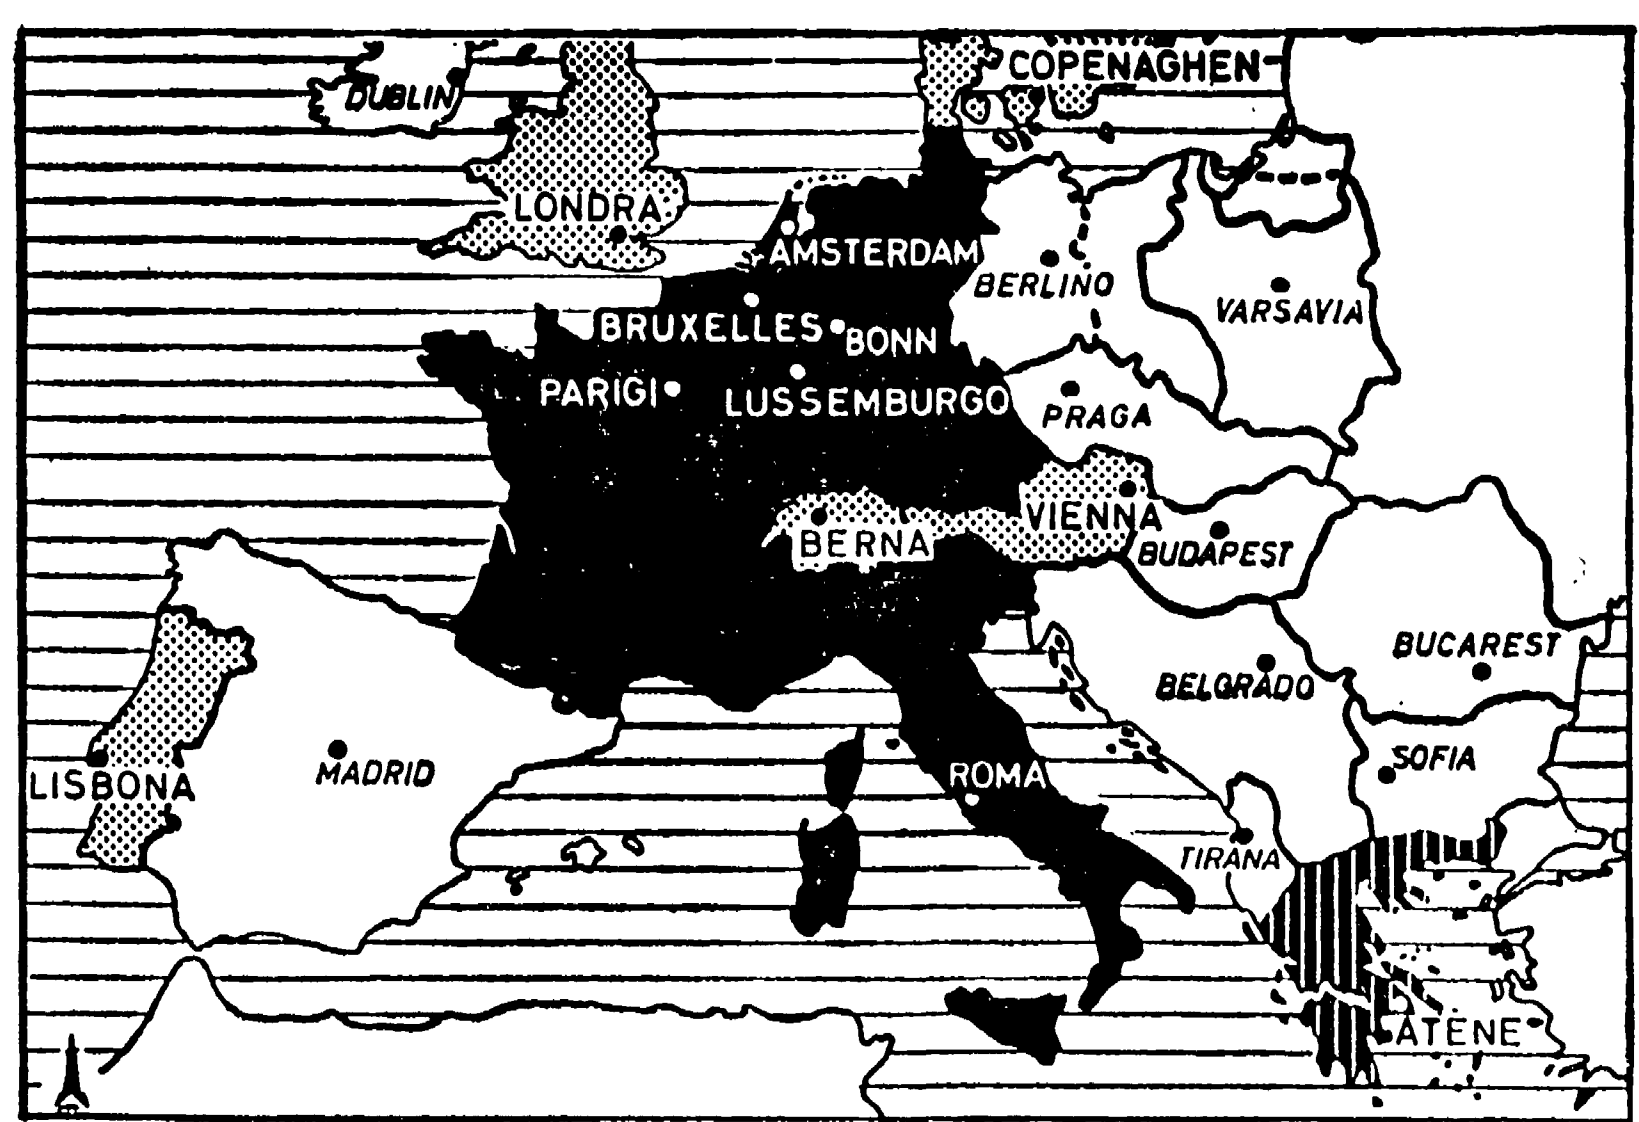 COPENAGHEN
DUBLIN
LONDRA
AMSTERDAM
BERLINO
VARSAVIA
BRUXELLES
BONN
PARIGI
LUSSEMBURGO
PRAGA
VIENNA
BERNA
BUDAPEST
BUCAREST
BELGRADO
SOFIA
LISBONA
MADRID
ROMA
TIRANA
ATENE